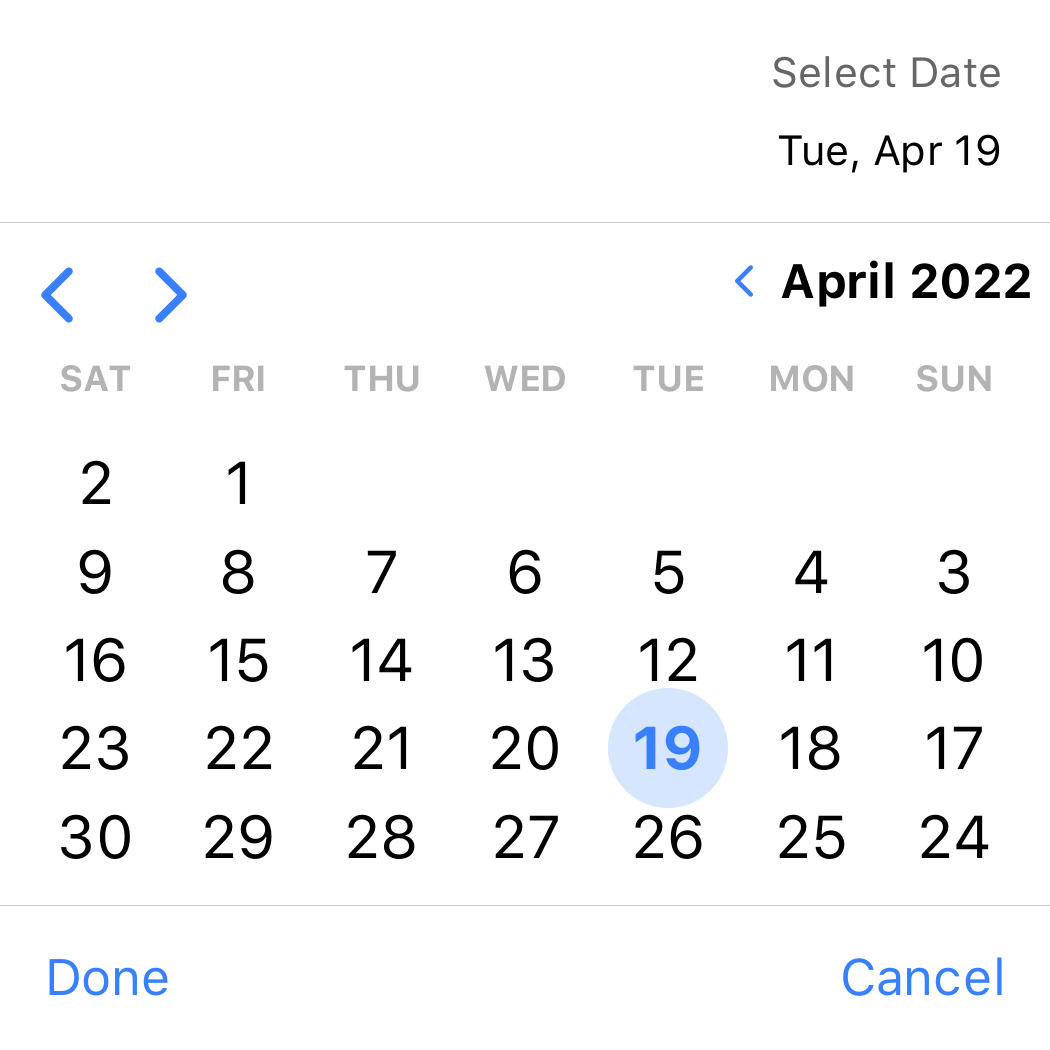 Select Date
Tue, Apr 19
April 2022
SAT FRI THU WED TUE MON SUN
2 1
9 8 7 6 5 4 3
16 15 14 13 12 11 10
23 22 21 20 19 18 17
30 29 28 27 26 25 24
Done Cancel